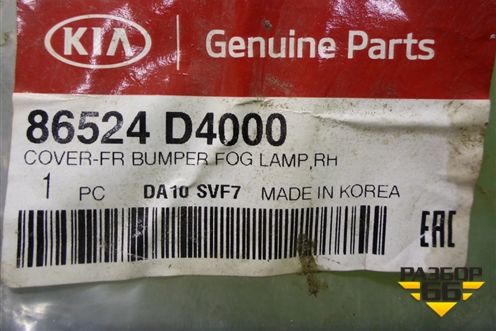 KIA Genuine Parts
86524 D4000
COVER-FR BUMPER FOG LAMP,RH
1 PC DA10 SVF7 MADE IN KOREA
EAC
РАЗБОР
66